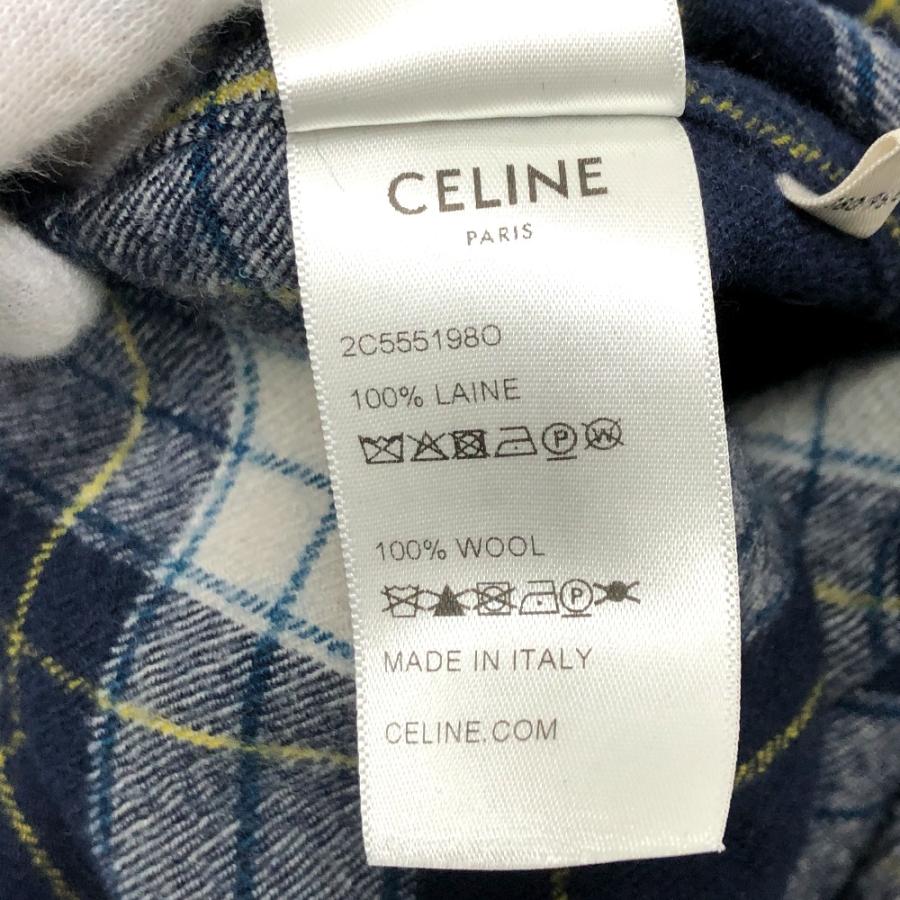 CELINE
PARIS
2C555198O
100% LAINE
P W
100% WOOL
P
MADE IN ITALY
CELINE.COM